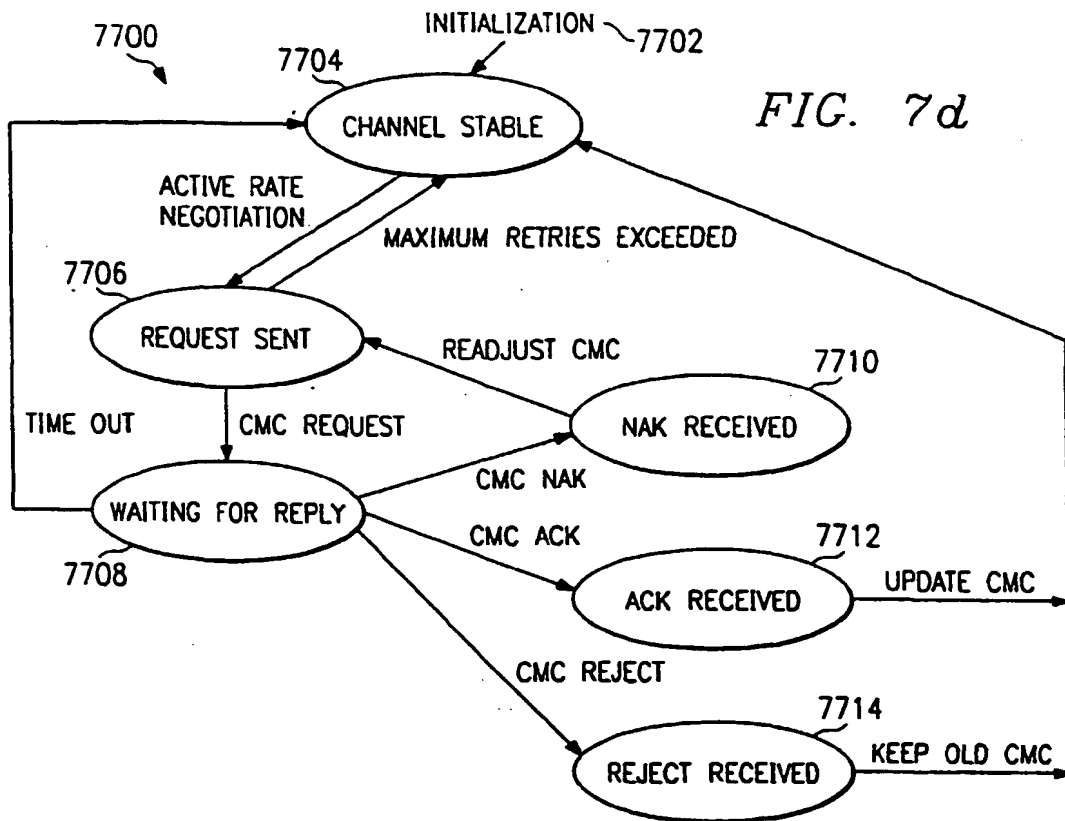 7700
INITIALIZATION
7702
7704
CHANNEL STABLE
FIG. 7d
ACTIVE RATE
NEGOTIATION
MAXIMUM RETRIES EXCEEDED
7706
REQUEST SENT
READJUST CMC
7710
NAK RECEIVED
TIME OUT
CMC REQUEST
CMC NAK
WAITING FOR REPLY
7708
CMC ACK
7712
ACK RECEIVED
UPDATE CMC
CMC REJECT
7714
REJECT RECEIVED
KEEP OLD CMC